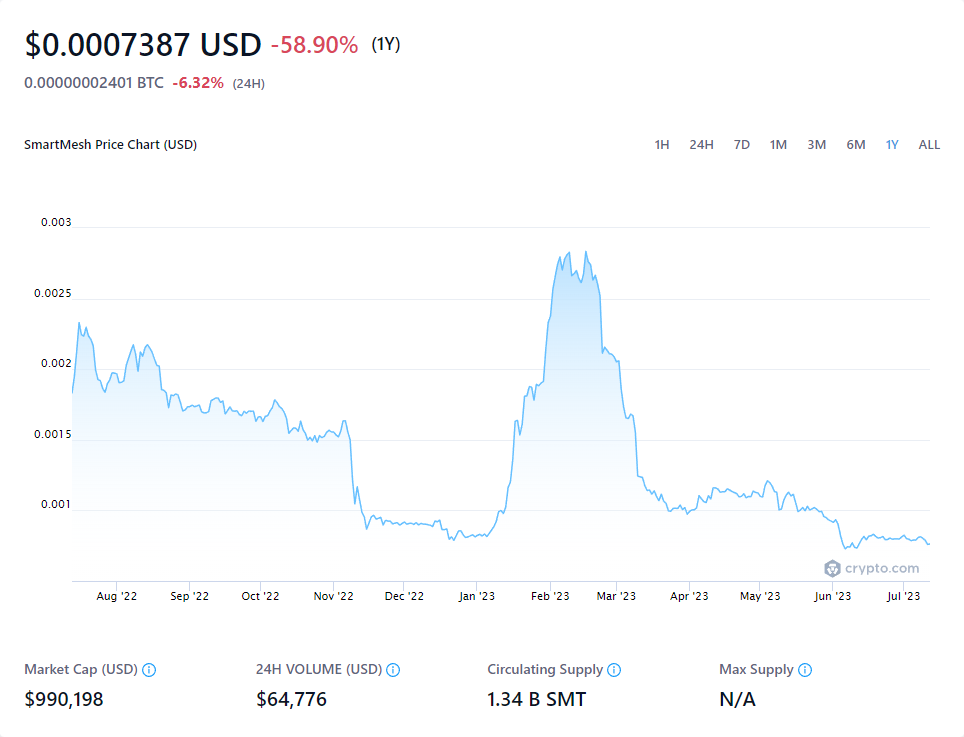 $0.0007387 USD -58.90% (1Y)
0.00000002401 BTC -6.32% (24H)
SmartMesh Price Chart (USD) 1H 24H 7D 1M 3M 6M 1Y ALL
0.003
0.0025
0.002
0.0015
0.001
crypto.com
Aug '22 Sep '22 Oct '22 Nov '22 Dec '22 Jan '23 Feb '23 Mar '23 Apr '23 May '23 Jun '23 Jul '23
Market Cap (USD) 24H VOLUME (USD) Circulating Supply Max Supply
$990,198 $64,776 1.34 B SMT N/A